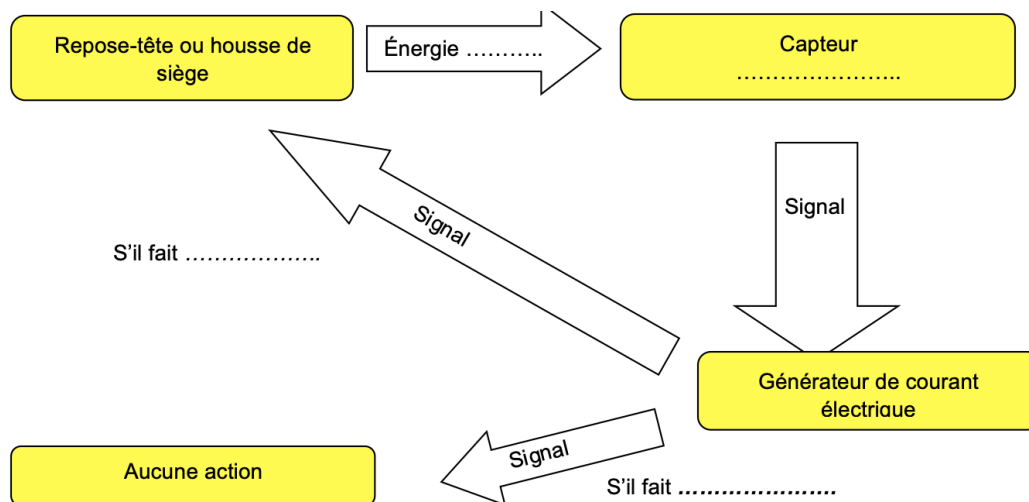 Repose-tête ou housse de
siège
Énergie ………..
Capteur
…………………..
Signal
Signal
S'il fait ………………..
Générateur de courant
électrique
Aucune action
Signal
S'il fait ………………….